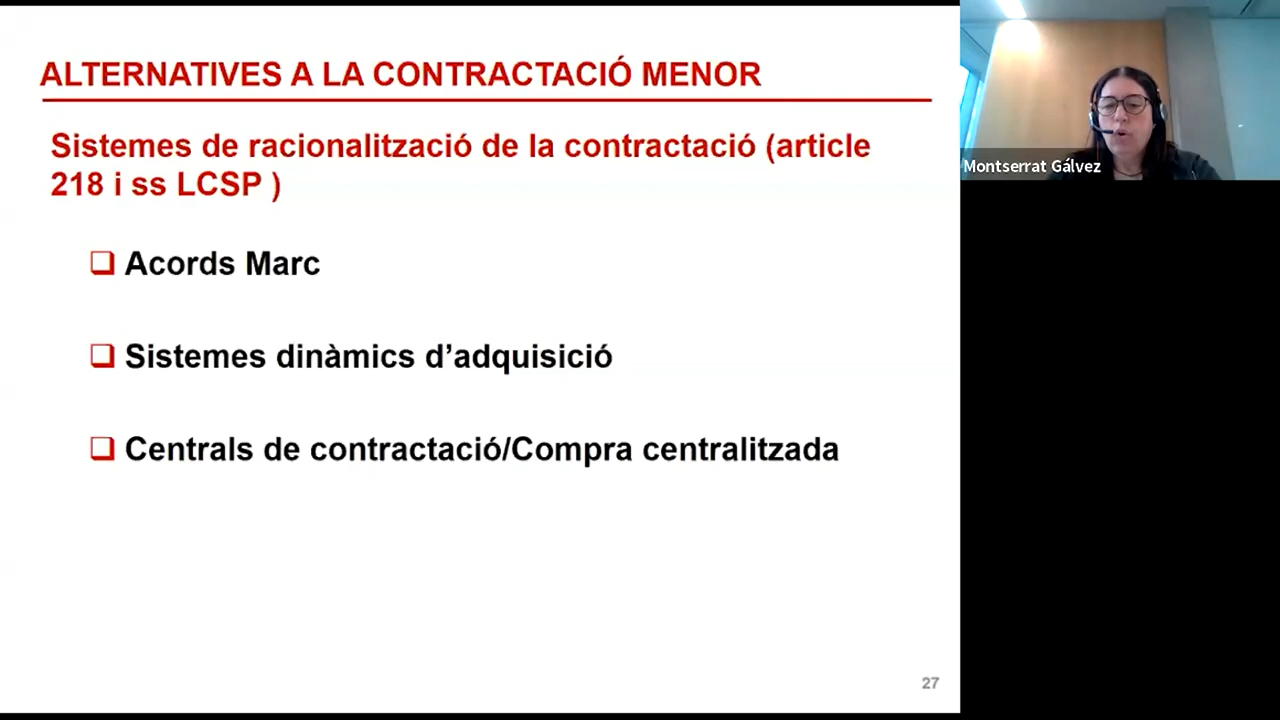 ALTERNATIVES A LA CONTRACTACIÓ MENOR
Sistemes de racionalització de la contractació (article
218 i ss LCSP )
Acords Marc
Sistemes dinàmics d’adquisició
Centrals de contractació/Compra centralitzada
27
Montserrat Gálvez